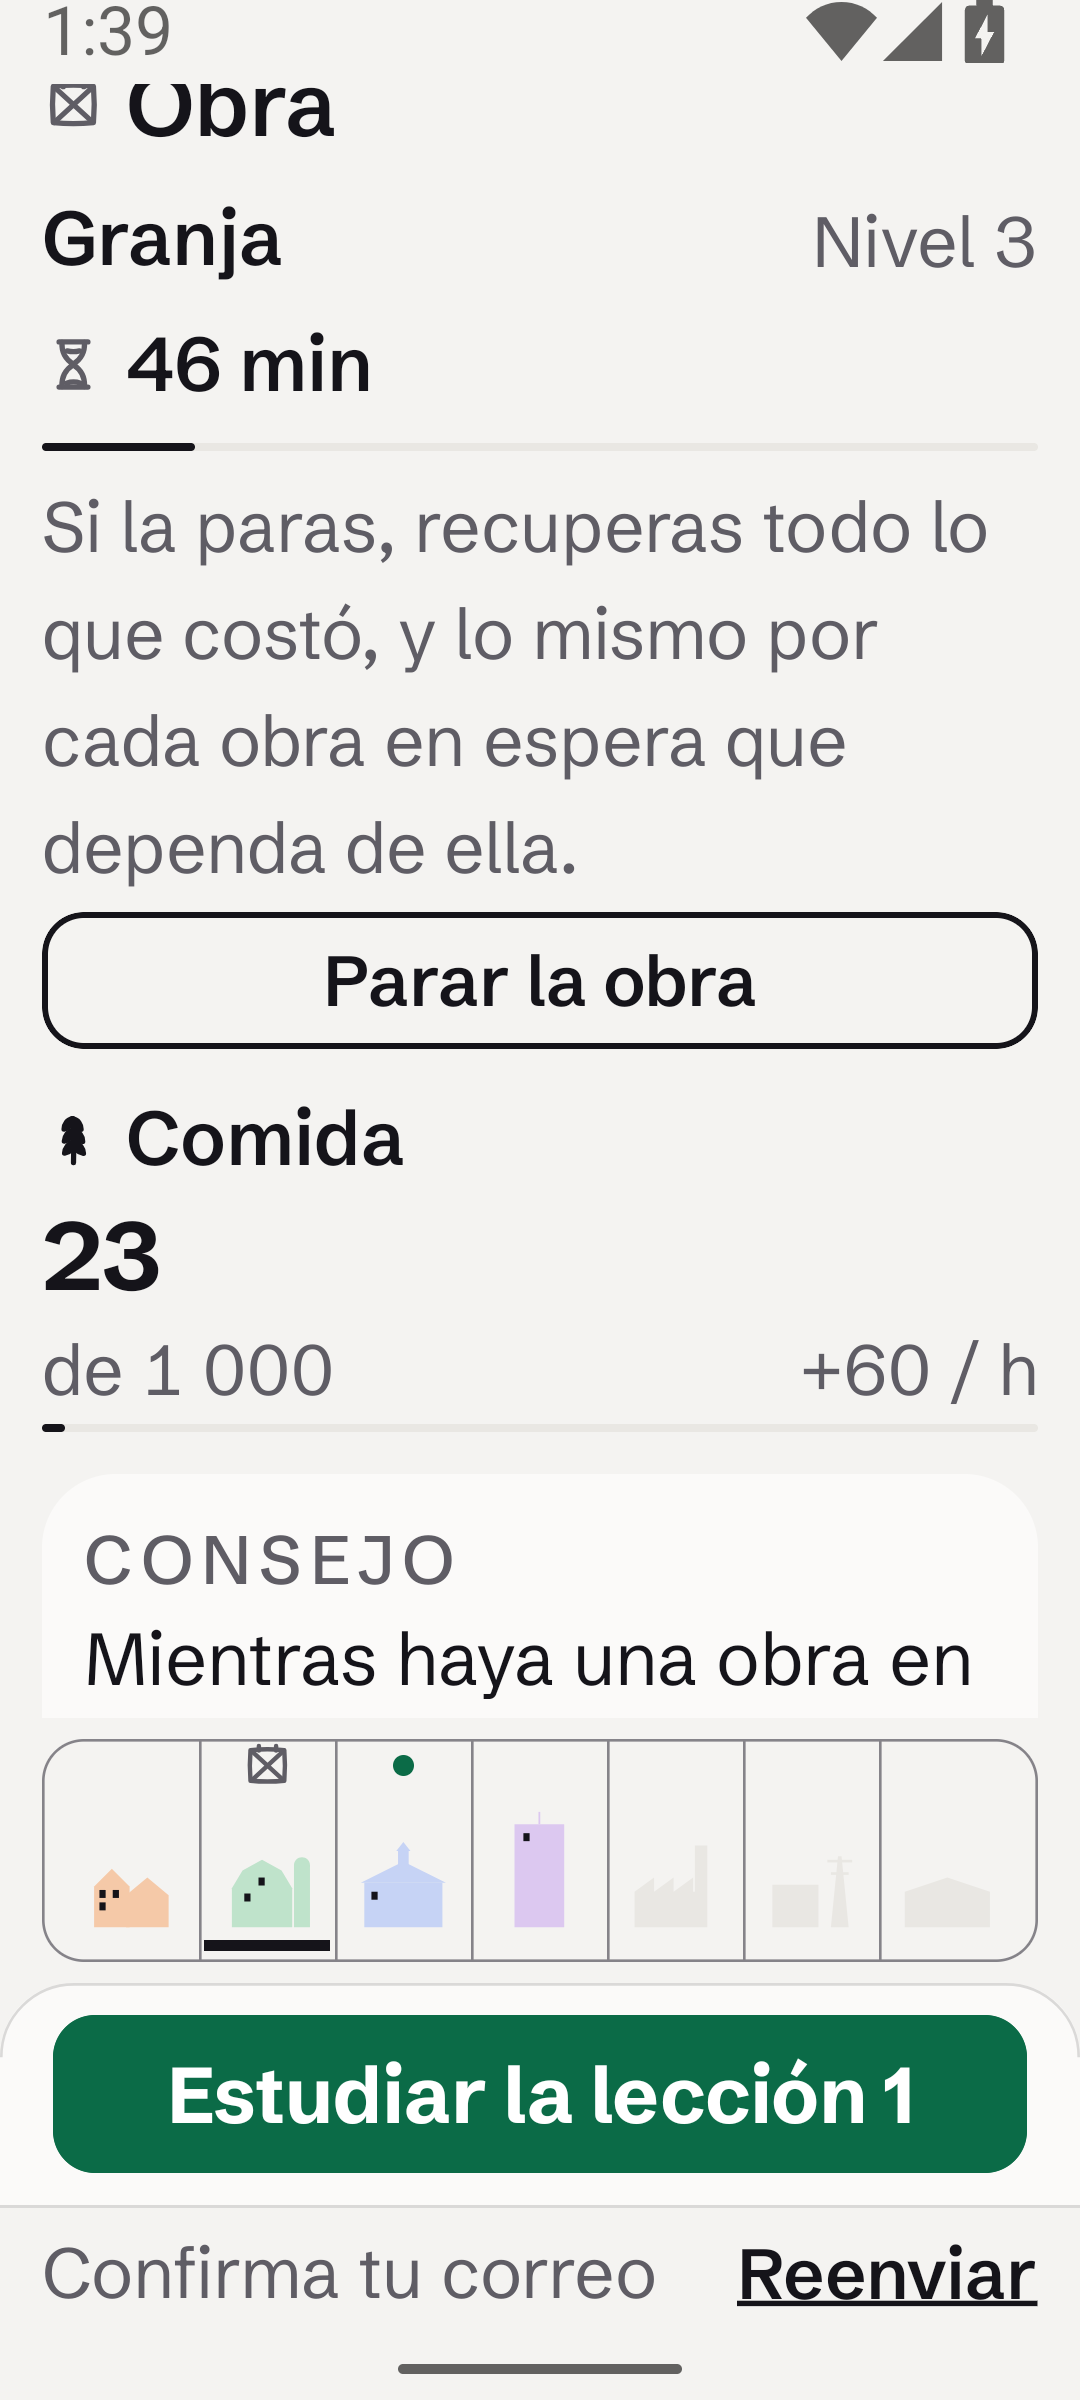 1:39
Obra
Granja
Nivel 3
46 min
Si la paras, recuperas todo lo
que costó, y lo mismo por
cada obra en espera que
dependa de ella.
Parar la obra
Comida
23
de 1 000
+60 / h
CONSEJO
Mientras haya una obra en
Estudiar la lección 1
Confirma tu correo
Reenviar